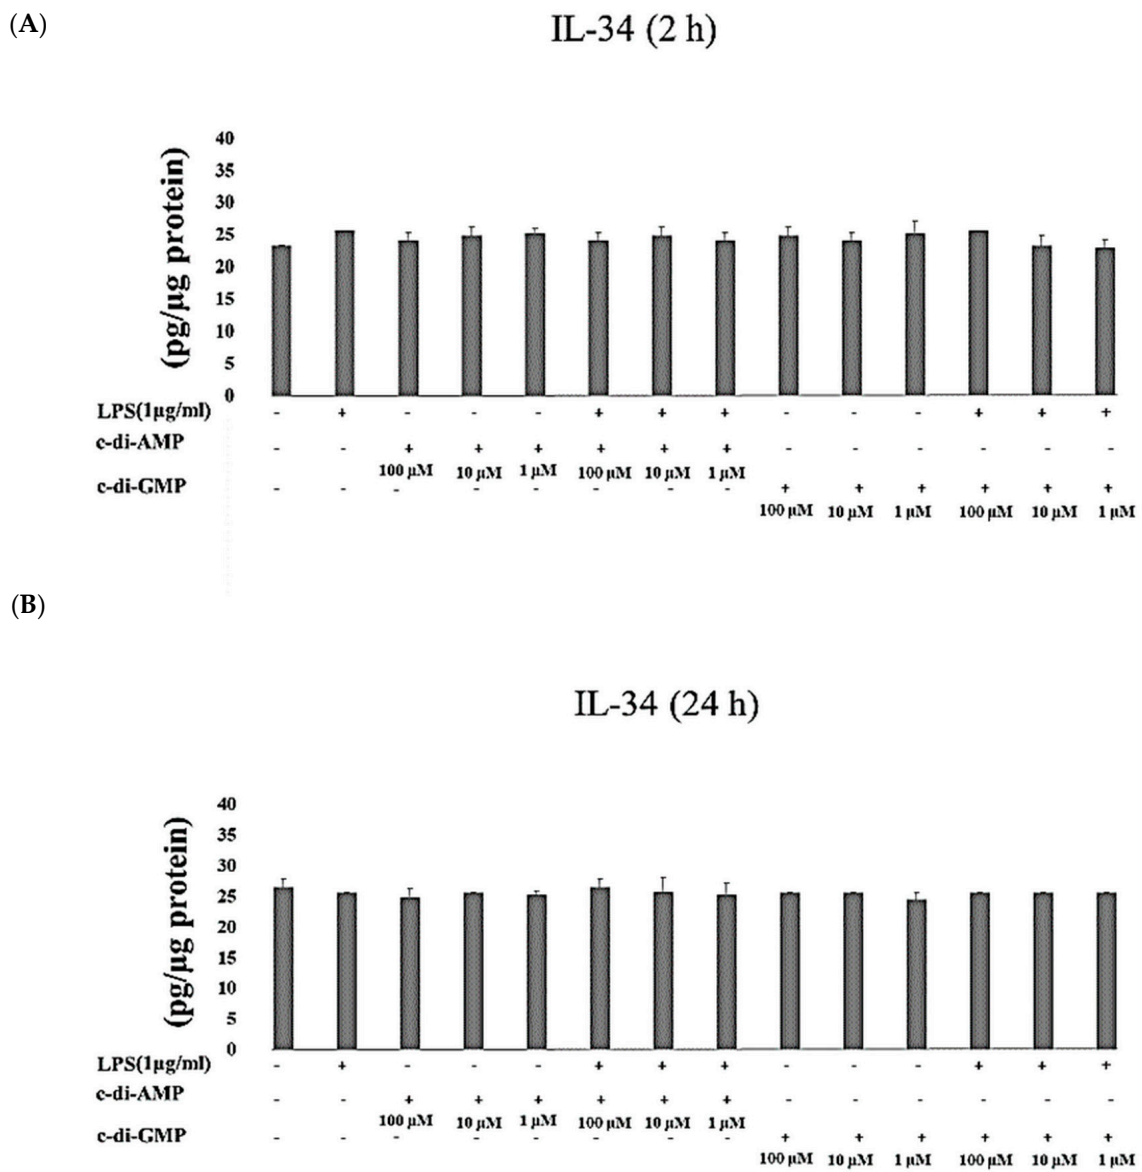 (A)
IL-34 (2 h)
(pg/µg protein)
40
35
30
25
20
15
10
5
0
LPS(1µg/ml) - + - - - + + + - - - + + +
c-di-AMP - - + + + + + + - - - - - -
100 µM 10 µM 1 µM 100 µM 10 µM 1 µM
c-di-GMP - - - - - - - - + + + + + +
100 µM 10 µM 1 µM 100 µM 10 µM 1 µM
(B)
IL-34 (24 h)
(pg/µg protein)
40
35
30
25
20
15
10
5
0
LPS(1µg/ml) - + - - - + + + - - - + + +
c-di-AMP - - + + + + + + - - - - - -
100 µM 10 µM 1 µM 100 µM 10 µM 1 µM
c-di-GMP - - - - - - - - + + + + + +
100 µM 10 µM 1 µM 100 µM 10 µM 1 µM